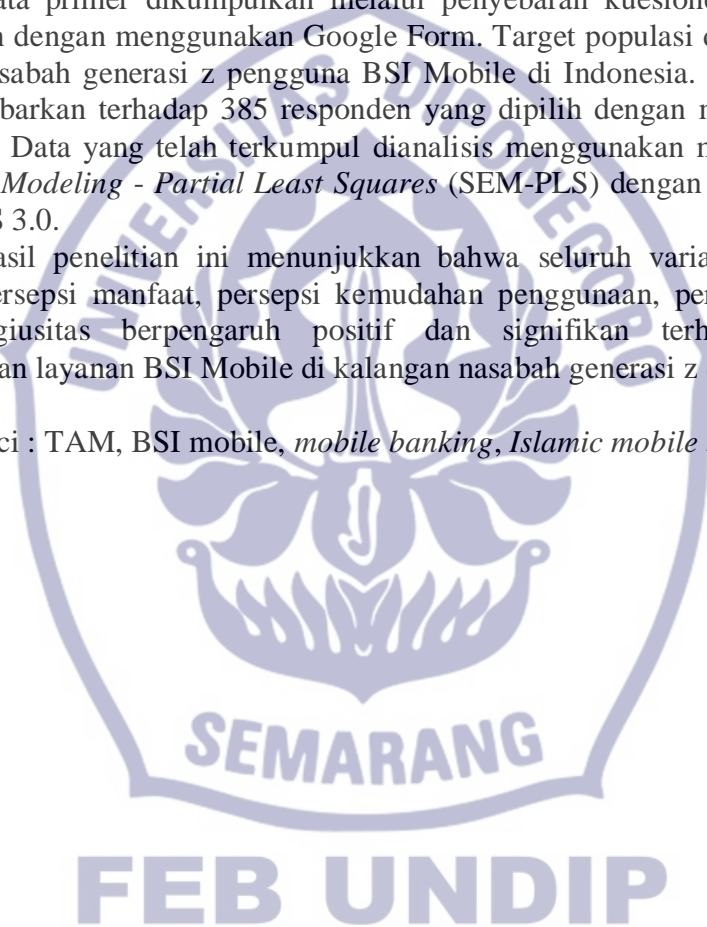 ata primer dikumpulkan melalui penyebaran kuesione
n dengan menggunakan Google Form. Target populasi
sabah generasi z pengguna BSI Mobile di Indonesia.
barkan terhadap 385 responden yang dipilih dengan
Data yang telah terkumpul dianalisis menggunakan
Modeling - Partial Least Squares (SEM-PLS) dengan
S 3.0.
asil penelitian ini menunjukkan bahwa seluruh varia
ersepsi manfaat, persepsi kemudahan penggunaan, per
giusitas berpengaruh positif dan signifikan terh
an layanan BSI Mobile di kalangan nasabah generasi z
ci : TAM, BSI mobile, mobile banking, Islamic mobile
UNIVERSITAS DIPONEGORO
SEMARANG
FEB UNDIP